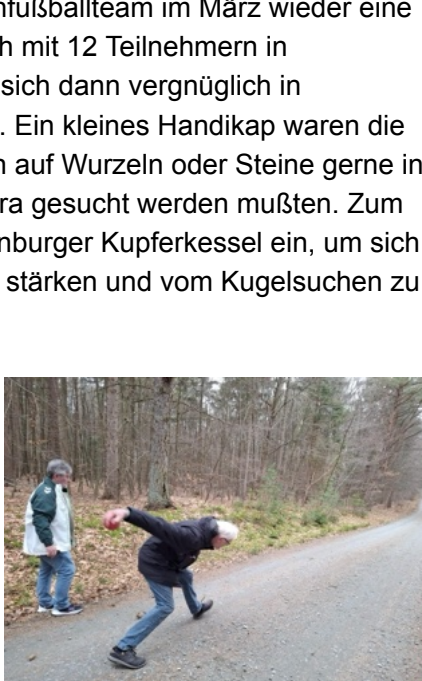 nfußballteam im März wieder eine
h mit 12 Teilnehmern in
sich dann vergnüglich in
. Ein kleines Handikap waren die
n auf Wurzeln oder Steine gerne in
ra gesucht werden mußten. Zum
nburger Kupferkessel ein, um sich
stärken und vom Kugelsuchen zu